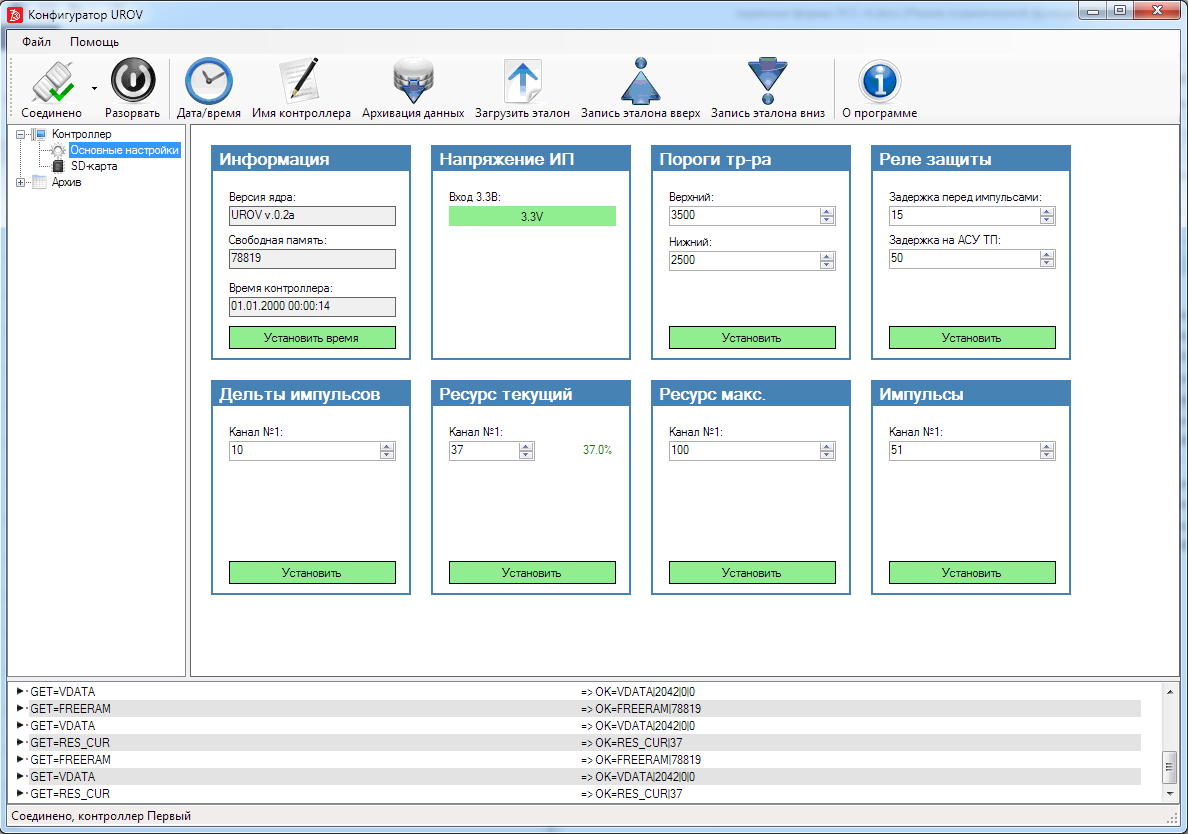 Конфигуратор UROV
Файл Помощь
Соединено Разорвать Дата/время Имя контроллера Архивация данных Загрузить эталон Запись эталона вверх Запись эталона вниз О программе
Контроллер
Основные настройки
SD-карта
Архив
Информация
Версия ядра:
UROV v.0.2a
Свободная память:
78819
Время контроллера:
01.01.2000 00:00:14
Установить время
Напряжение ИП
Вход 3.3В:
3.3V
Пороги тр-ра
Верхний:
3500
Нижний:
2500
Установить
Реле защиты
Задержка перед импульсами:
15
Задержка на АСУ ТП:
50
Установить
Дельты импульсов
Канал №1:
10
Установить
Ресурс текущий
Канал №1:
37 37.0%
Установить
Ресурс макс.
Канал №1:
100
Установить
Импульсы
Канал №1:
51
Установить
GET=VDATA => OK=VDATA|2042|0|0
GET=FREERAM => OK=FREERAM|78819
GET=VDATA => OK=VDATA|2042|0|0
GET=RES_CUR => OK=RES_CUR|37
GET=FREERAM => OK=FREERAM|78819
GET=VDATA => OK=VDATA|2042|0|0
GET=RES_CUR => OK=RES_CUR|37
Соединено, контроллер Первый